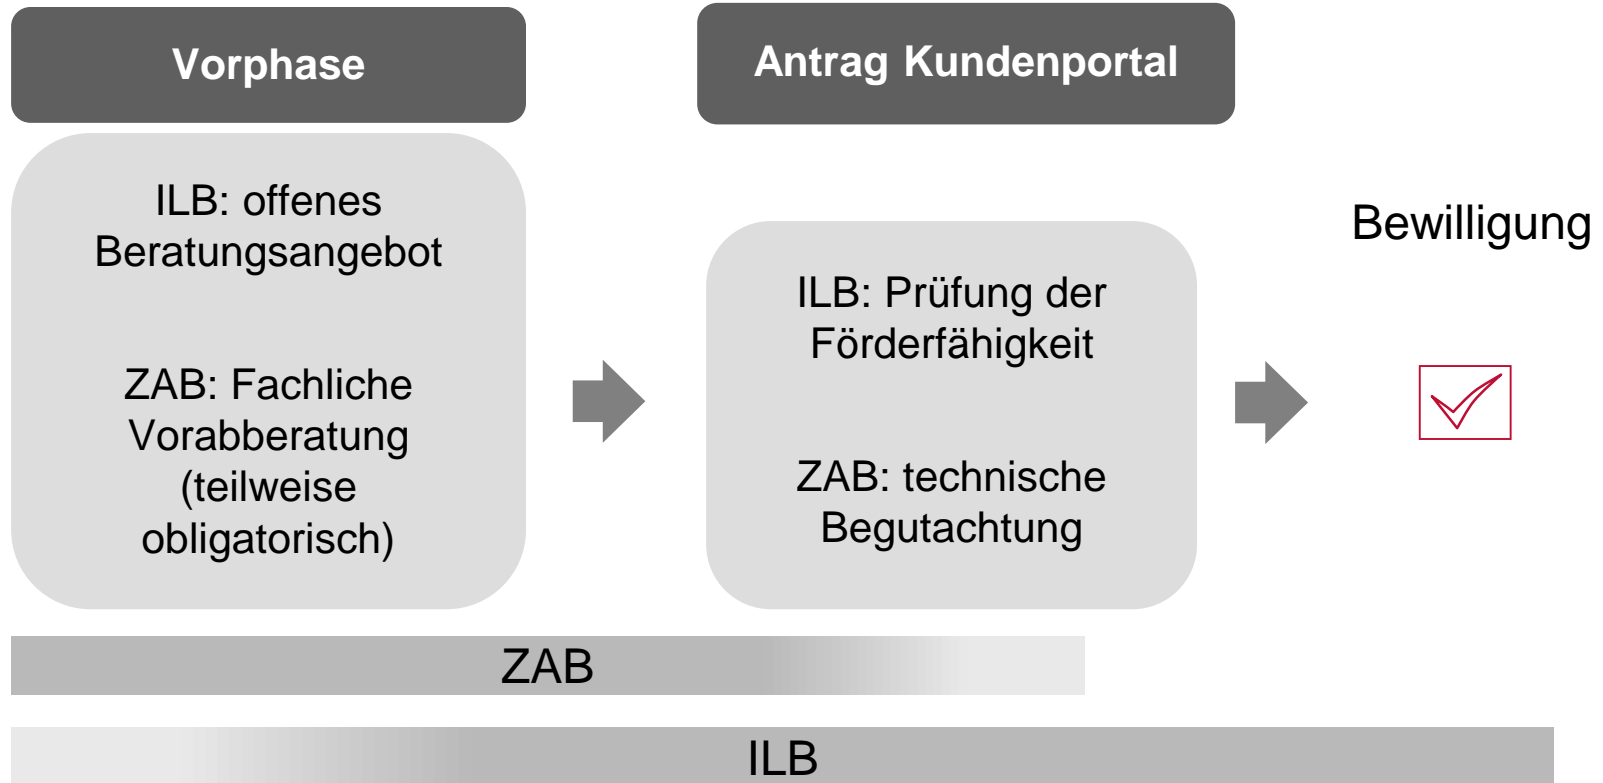 Vorphase
ILB: offenes
Beratungsangebot
ZAB: Fachliche
Vorabberatung
(teilweise
obligatorisch)
Antrag Kundenportal
ILB: Prüfung der
Förderfähigkeit
ZAB: technische
Begutachtung
Bewilligung
ZAB
ILB